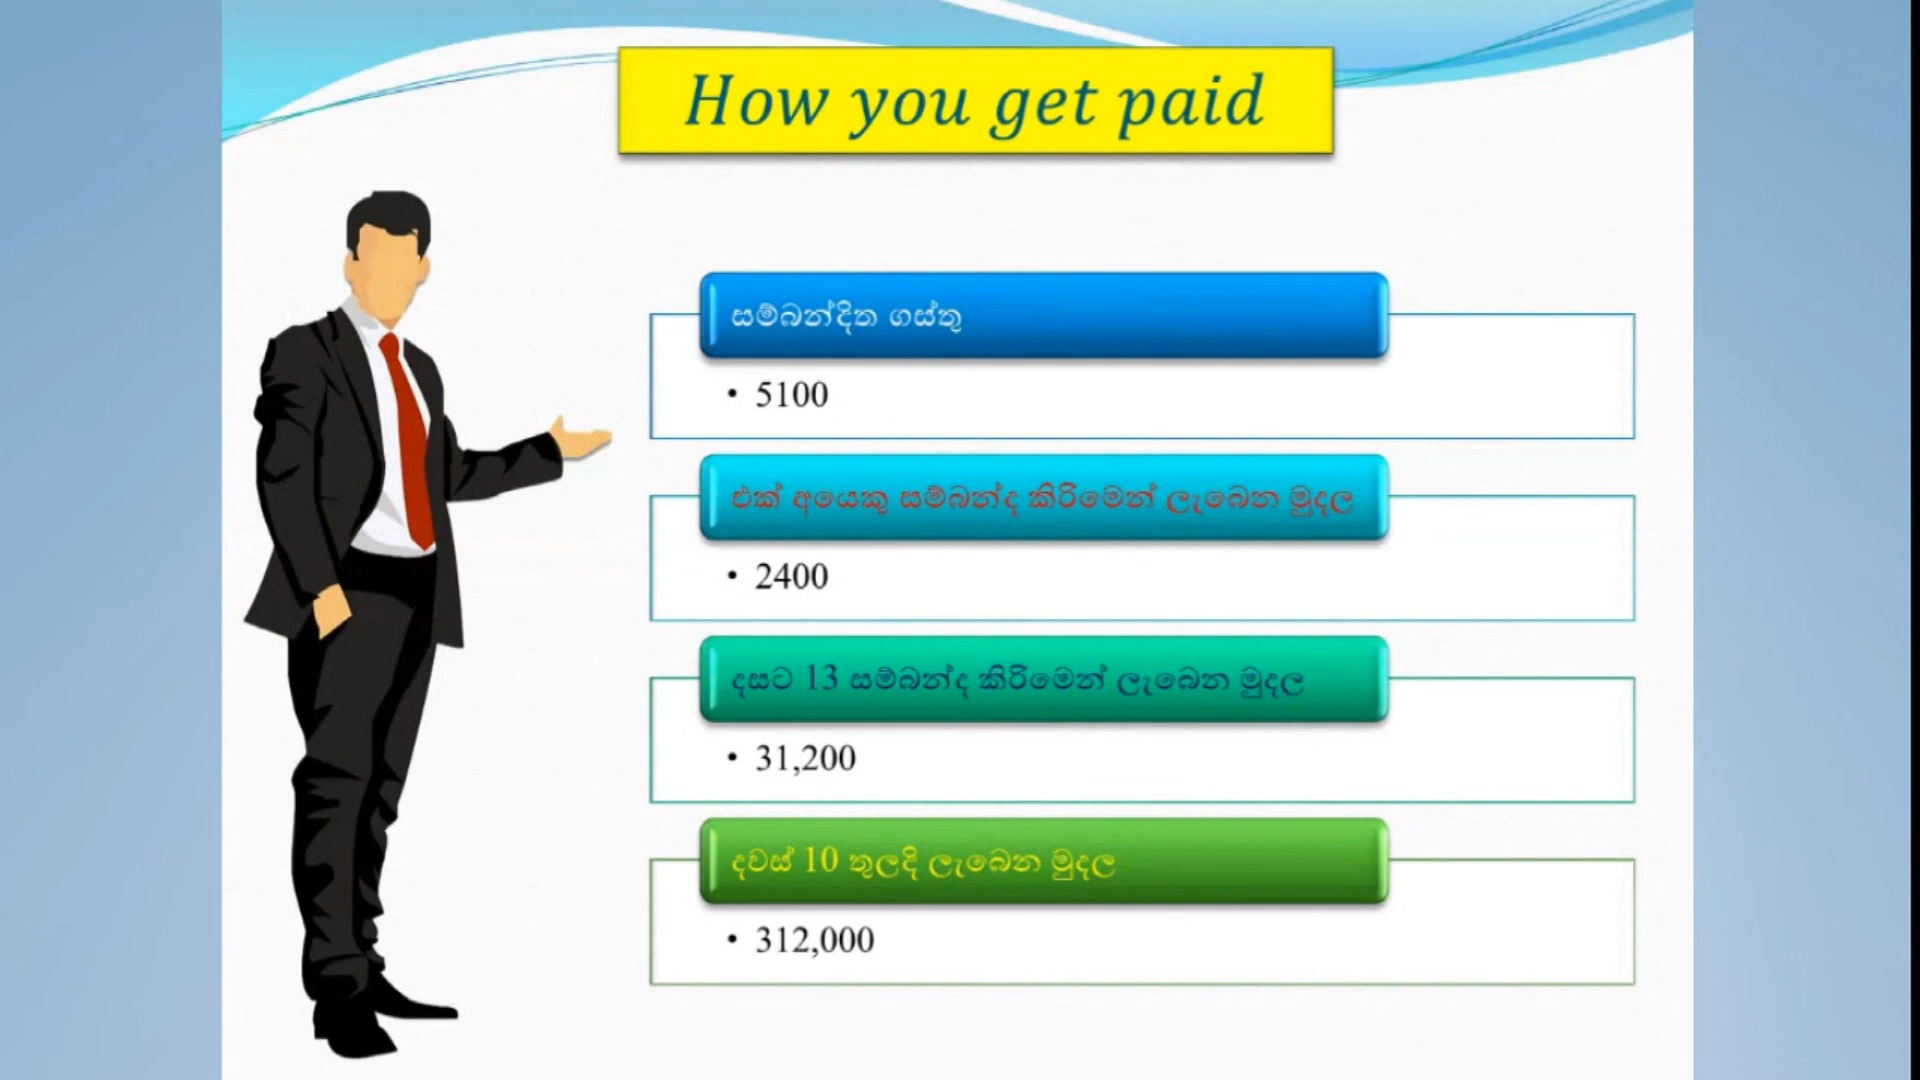 How you get paid
සම්බන්දිත ගස්තු
• 5100
එක් අයෙකු සම්බන්ද කිරිමෙන් ලැබෙන මුදල
• 2400
දසට 13 සම්බන්ද කිරිමෙන් ලැබෙන මුදල
• 31,200
දවස් 10 තුලදි ලැබෙන මුදල
• 312,000